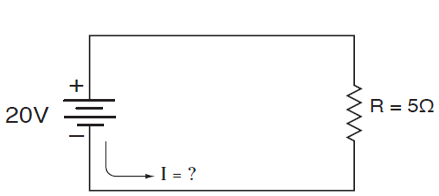 +
20V
−
R = 5Ω
I = ?